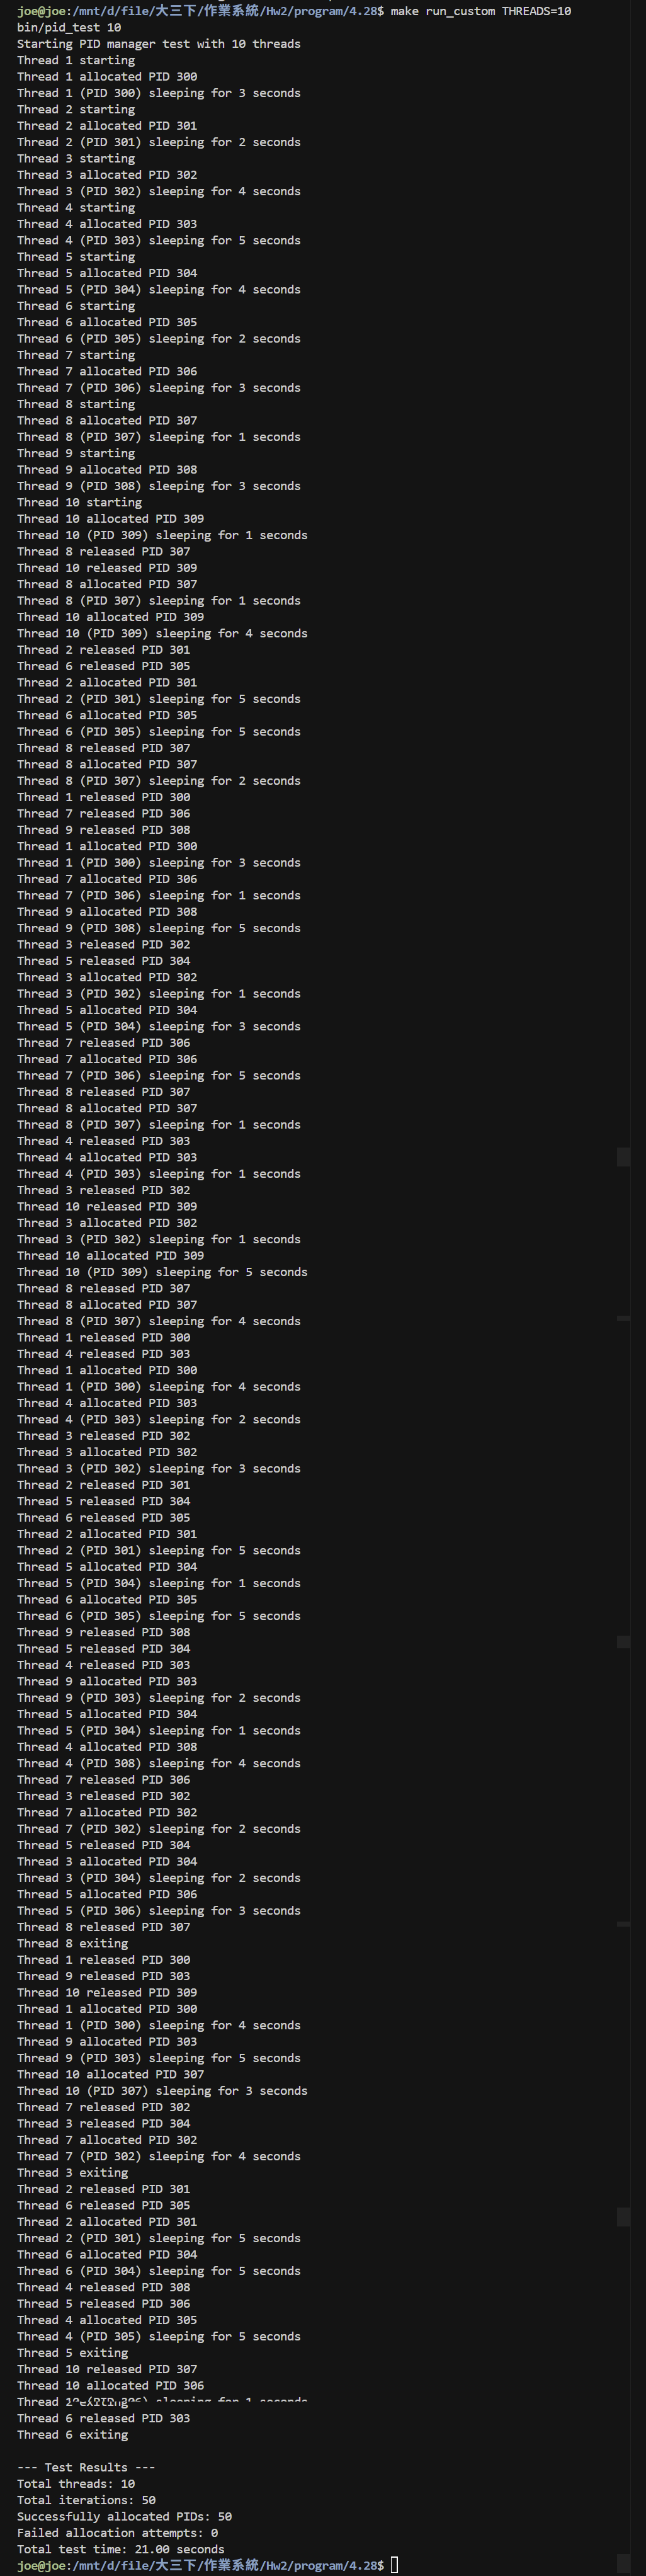 joe@joe:/mnt/d/file/大三下/作業系統/Hw2/program/4.28$ make run_custom THREADS=10
bin/pid_test 10
Starting PID manager test with 10 threads
Thread 1 starting
Thread 1 allocated PID 300
Thread 1 (PID 300) sleeping for 3 seconds
Thread 2 starting
Thread 2 allocated PID 301
Thread 2 (PID 301) sleeping for 2 seconds
Thread 3 starting
Thread 3 allocated PID 302
Thread 3 (PID 302) sleeping for 4 seconds
Thread 4 starting
Thread 4 allocated PID 303
Thread 4 (PID 303) sleeping for 5 seconds
Thread 5 starting
Thread 5 allocated PID 304
Thread 5 (PID 304) sleeping for 4 seconds
Thread 6 starting
Thread 6 allocated PID 305
Thread 6 (PID 305) sleeping for 2 seconds
Thread 7 starting
Thread 7 allocated PID 306
Thread 7 (PID 306) sleeping for 3 seconds
Thread 8 starting
Thread 8 allocated PID 307
Thread 8 (PID 307) sleeping for 1 seconds
Thread 9 starting
Thread 9 allocated PID 308
Thread 9 (PID 308) sleeping for 3 seconds
Thread 10 starting
Thread 10 allocated PID 309
Thread 10 (PID 309) sleeping for 1 seconds
Thread 8 released PID 307
Thread 10 released PID 309
Thread 8 allocated PID 307
Thread 8 (PID 307) sleeping for 1 seconds
Thread 10 allocated PID 309
Thread 10 (PID 309) sleeping for 4 seconds
Thread 2 released PID 301
Thread 6 released PID 305
Thread 2 allocated PID 301
Thread 2 (PID 301) sleeping for 5 seconds
Thread 6 allocated PID 305
Thread 6 (PID 305) sleeping for 5 seconds
Thread 8 released PID 307
Thread 8 allocated PID 307
Thread 8 (PID 307) sleeping for 2 seconds
Thread 1 released PID 300
Thread 7 released PID 306
Thread 9 released PID 308
Thread 1 allocated PID 300
Thread 1 (PID 300) sleeping for 3 seconds
Thread 7 allocated PID 306
Thread 7 (PID 306) sleeping for 1 seconds
Thread 9 allocated PID 308
Thread 9 (PID 308) sleeping for 5 seconds
Thread 3 released PID 302
Thread 5 released PID 304
Thread 3 allocated PID 302
Thread 3 (PID 302) sleeping for 1 seconds
Thread 5 allocated PID 304
Thread 5 (PID 304) sleeping for 3 seconds
Thread 7 released PID 306
Thread 7 allocated PID 306
Thread 7 (PID 306) sleeping for 5 seconds
Thread 8 released PID 307
Thread 8 allocated PID 307
Thread 8 (PID 307) sleeping for 1 seconds
Thread 4 released PID 303
Thread 4 allocated PID 303
Thread 4 (PID 303) sleeping for 1 seconds
Thread 3 released PID 302
Thread 10 released PID 309
Thread 3 allocated PID 302
Thread 3 (PID 302) sleeping for 1 seconds
Thread 10 allocated PID 309
Thread 10 (PID 309) sleeping for 5 seconds
Thread 8 released PID 307
Thread 8 allocated PID 307
Thread 8 (PID 307) sleeping for 4 seconds
Thread 1 released PID 300
Thread 4 released PID 303
Thread 1 allocated PID 300
Thread 1 (PID 300) sleeping for 4 seconds
Thread 4 allocated PID 303
Thread 4 (PID 303) sleeping for 2 seconds
Thread 3 released PID 302
Thread 3 allocated PID 302
Thread 3 (PID 302) sleeping for 3 seconds
Thread 2 released PID 301
Thread 5 released PID 304
Thread 6 released PID 305
Thread 2 allocated PID 301
Thread 2 (PID 301) sleeping for 5 seconds
Thread 5 allocated PID 304
Thread 5 (PID 304) sleeping for 1 seconds
Thread 6 allocated PID 305
Thread 6 (PID 305) sleeping for 5 seconds
Thread 9 released PID 308
Thread 5 released PID 304
Thread 4 released PID 303
Thread 9 allocated PID 303
Thread 9 (PID 303) sleeping for 2 seconds
Thread 5 allocated PID 304
Thread 5 (PID 304) sleeping for 1 seconds
Thread 4 allocated PID 308
Thread 4 (PID 308) sleeping for 4 seconds
Thread 7 released PID 306
Thread 3 released PID 302
Thread 7 allocated PID 302
Thread 7 (PID 302) sleeping for 2 seconds
Thread 5 released PID 304
Thread 3 allocated PID 304
Thread 3 (PID 304) sleeping for 2 seconds
Thread 5 allocated PID 306
Thread 5 (PID 306) sleeping for 3 seconds
Thread 8 released PID 307
Thread 8 exiting
Thread 1 released PID 300
Thread 9 released PID 303
Thread 10 released PID 309
Thread 1 allocated PID 300
Thread 1 (PID 300) sleeping for 4 seconds
Thread 9 allocated PID 303
Thread 9 (PID 303) sleeping for 5 seconds
Thread 10 allocated PID 307
Thread 10 (PID 307) sleeping for 3 seconds
Thread 7 released PID 302
Thread 3 released PID 304
Thread 7 allocated PID 302
Thread 7 (PID 302) sleeping for 4 seconds
Thread 3 exiting
Thread 2 released PID 301
Thread 6 released PID 305
Thread 2 allocated PID 301
Thread 2 (PID 301) sleeping for 5 seconds
Thread 6 allocated PID 304
Thread 6 (PID 304) sleeping for 5 seconds
Thread 4 released PID 308
Thread 5 released PID 306
Thread 4 allocated PID 305
Thread 4 (PID 305) sleeping for 5 seconds
Thread 5 exiting
Thread 10 released PID 307
Thread 10 allocated PID 306
Thread
Thread 6 released PID 303
Thread 6 exiting
--- Test Results ---
Total threads: 10
Total iterations: 50
Successfully allocated PIDs: 50
Failed allocation attempts: 0
Total test time: 21.00 seconds
joe@joe:/mnt/d/file/大三下/作業系統/Hw2/program/4.28$